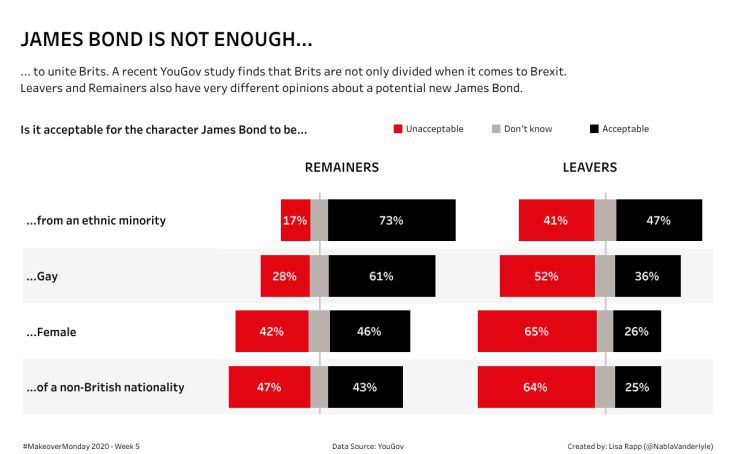 JAMES BOND IS NOT ENOUGH...
... to unite Brits. A recent YouGov study finds that Brits are not only divided when it comes to Brexit.
Leavers and Remainers also have very different opinions about a potential new James Bond.
Is it acceptable for the character James Bond to be... Unacceptable Don't know Acceptable
REMAINERS LEAVERS
...from an ethnic minority 17% 73% 41% 47%
...Gay 28% 61% 52% 36%
...Female 42% 46% 65% 26%
...of a non-British nationality 47% 43% 64% 25%
#MakeoverMonday 2020 - Week 5 Data Source: YouGov Created by: Lisa Rapp (@NablaVanderlyle)